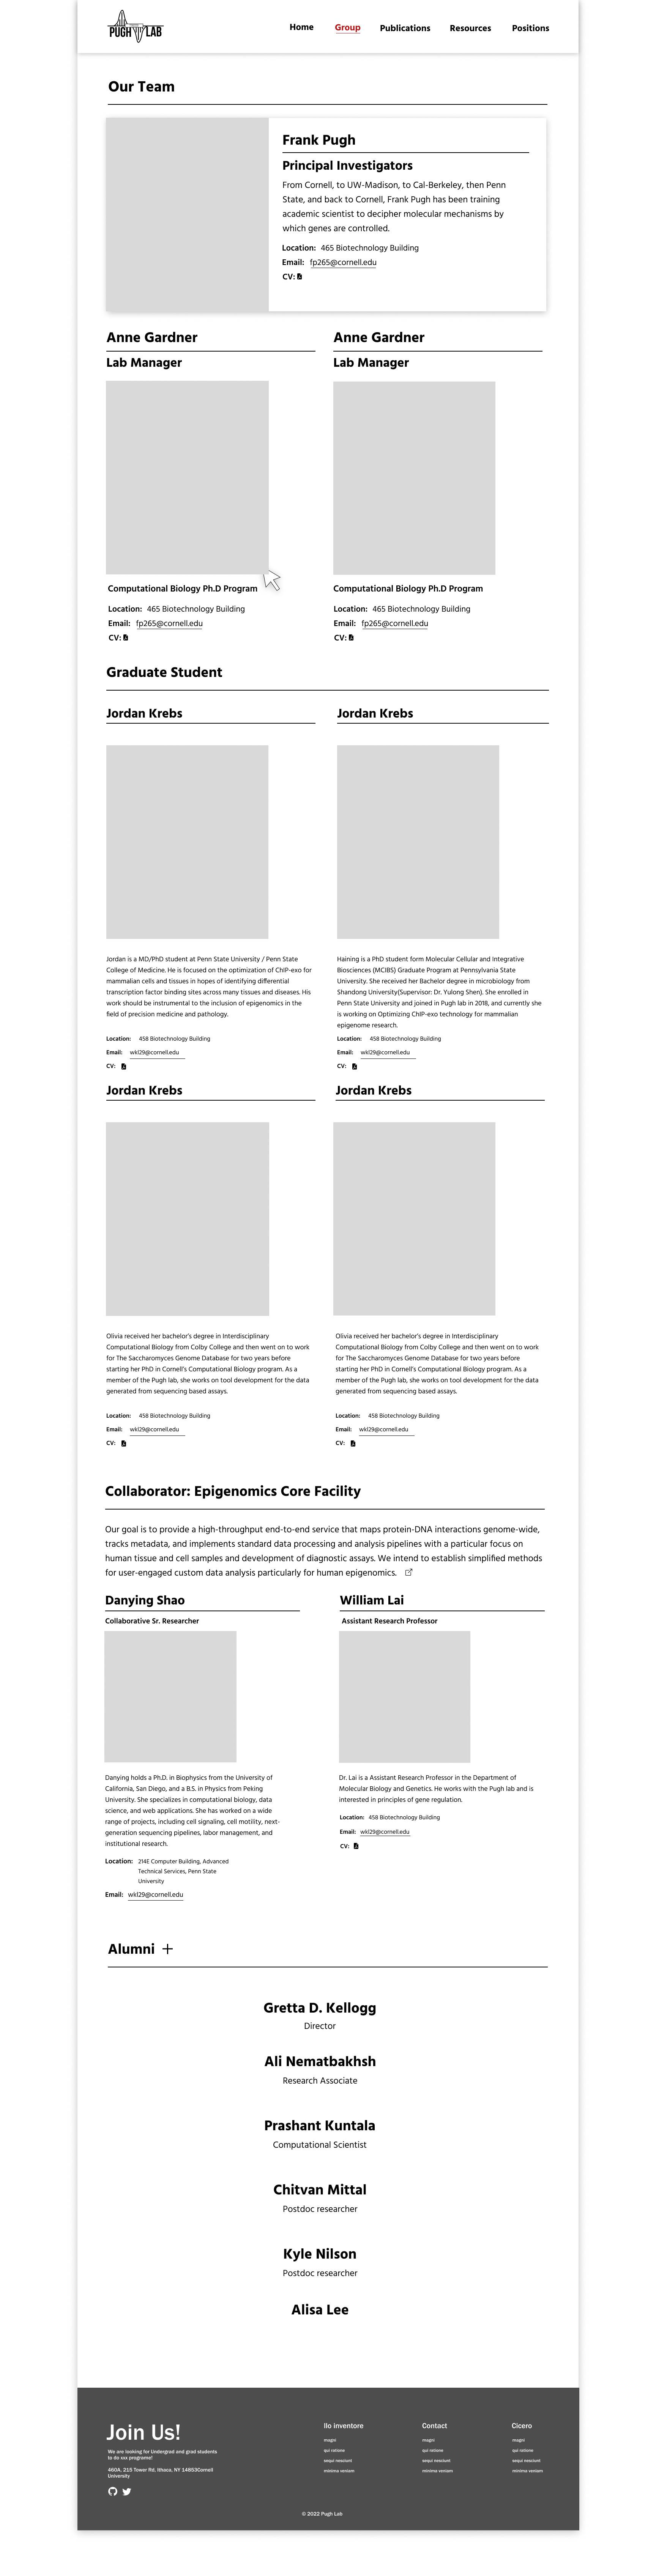 PUGH LAB
Home
Group
Publications
Resources
Positions
Our Team
Frank Pugh
Principal Investigators
From Cornell, to UW-Madison, to Cal-Berkeley, then Penn
State, and back to Cornell, Frank Pugh has been training
academic scientist to decipher molecular mechanisms by
which genes are controlled.
Location: 465 Biotechnology Building
Email: fp265@cornell.edu
CV:
Anne Gardner
Lab Manager
Computational Biology Ph.D Program
Location: 465 Biotechnology Building
Email: fp265@cornell.edu
CV:
Anne Gardner
Lab Manager
Computational Biology Ph.D Program
Location: 465 Biotechnology Building
Email: fp265@cornell.edu
CV:
Graduate Student
Jordan Krebs
Jordan is a MD/PhD student at Penn State University / Penn State
College of Medicine. He is focused on the optimization of ChIP-exo for
mammalian cells and tissues in hopes of identifying differential
transcription factor binding sites across many tissues and diseases. His
work should be instrumental to the inclusion of epigenomics in the
field of precision medicine and pathology.
Location: 458 Biotechnology Building
Email: wkl29@cornell.edu
CV:
Jordan Krebs
Haining is a PhD student form Molecular Cellular and Integrative
Biosciences (MCIBS) Graduate Program at Pennsylvania State
University. She received her Bachelor degree in microbiology from
Shandong University(Supervisor: Dr. Yulong Shen). She enrolled in
Penn State University and joined in Pugh lab in 2018, and currently she
is working on Optimizing ChIP-exo technology for mammalian
epigenome research.
Location: 458 Biotechnology Building
Email: wkl29@cornell.edu
CV:
Jordan Krebs
Olivia received her bachelor's degree in Interdisciplinary
Computational Biology from Colby College and then went on to work
for The Saccharomyces Genome Database for two years before
starting her PhD in Cornell's Computational Biology program. As a
member of the Pugh lab, she works on tool development for the data
generated from sequencing based assays.
Location: 458 Biotechnology Building
Email: wkl29@cornell.edu
CV:
Jordan Krebs
Olivia received her bachelor's degree in Interdisciplinary
Computational Biology from Colby College and then went on to work
for The Saccharomyces Genome Database for two years before
starting her PhD in Cornell's Computational Biology program. As a
member of the Pugh lab, she works on tool development for the data
generated from sequencing based assays.
Location: 458 Biotechnology Building
Email: wkl29@cornell.edu
CV:
Collaborator: Epigenomics Core Facility
Our goal is to provide a high-throughput end-to-end service that maps protein-DNA interactions genome-wide,
tracks metadata, and implements standard data processing and analysis pipelines with a particular focus on
human tissue and cell samples and development of diagnostic assays. We intend to establish simplified methods
for user-engaged custom data analysis particularly for human epigenomics.
Danying Shao
Collaborative Sr. Researcher
Danying holds a Ph.D. in Biophysics from the University of
California, San Diego, and a B.S. in Physics from Peking
University. She specializes in computational biology, data
science, and web applications. She has worked on a wide
range of projects, including cell signaling, cell motility, next-
generation sequencing pipelines, labor management, and
institutional research.
Location: 214E Computer Building, Advanced
Technical Services, Penn State
University
Email: wkl29@cornell.edu
William Lai
Assistant Research Professor
Dr. Lai is a Assistant Research Professor in the Department of
Molecular Biology and Genetics. He works with the Pugh lab and is
interested in principles of gene regulation.
Location: 458 Biotechnology Building
Email: wkl29@cornell.edu
CV:
Alumni
Gretta D. Kellogg
Director
Ali Nematbakhsh
Research Associate
Prashant Kuntala
Computational Scientist
Chitvan Mittal
Postdoc researcher
Kyle Nilson
Postdoc researcher
Alisa Lee
Join Us!
We are looking for Undergrad and grad students
to do xxx programe!
460A, 215 Tower Rd, Ithaca, NY 14853Cornell
University
Ilo inventore
magni
qui ratione
sequi nesciunt
minima veniam
Contact
magni
qui ratione
sequi nesciunt
minima veniam
Cicero
magni
qui ratione
sequi nesciunt
minima veniam
© 2022 Pugh Lab